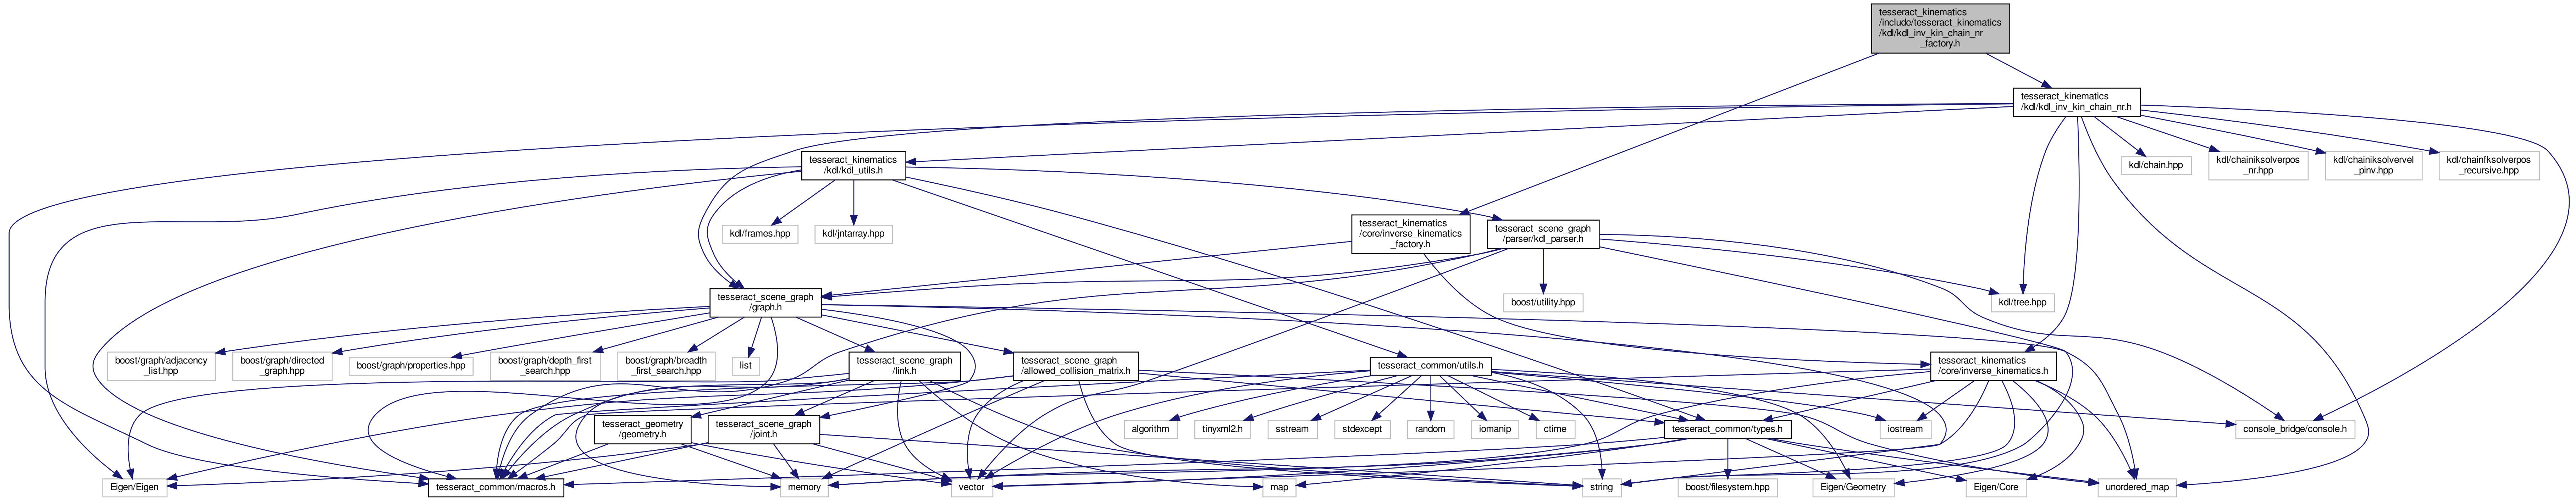 tesseract_kinematics
/include/tesseract_kinematics
/kdl/kdl_inv_kin_chain_nr
_factory.h
tesseract_kinematics
/kdl/kdl_inv_kin_chain_nr.h
tesseract_kinematics
/kdl/kdl_utils.h
kdl/chain.hpp
kdl/chainiksolverpos
_nr.hpp
kdl/chainiksolvervel
_pinv.hpp
kdl/chainfksolverpos
_recursive.hpp
kdl/frames.hpp
kdl/jntarray.hpp
tesseract_kinematics
/core/inverse_kinematics
_factory.h
tesseract_scene_graph
/parser/kdl_parser.h
tesseract_scene_graph
/graph.h
boost/utility.hpp
kdl/tree.hpp
boost/graph/adjacency
_list.hpp
boost/graph/directed
_graph.hpp
boost/graph/properties.hpp
boost/graph/depth_first
_search.hpp
boost/graph/breadth
_first_search.hpp
list
tesseract_scene_graph
/link.h
tesseract_scene_graph
/allowed_collision_matrix.h
tesseract_common/utils.h
tesseract_kinematics
/core/inverse_kinematics.h
tesseract_geometry
/geometry.h
tesseract_scene_graph
/joint.h
algorithm
tinyxml2.h
sstream
stdexcept
random
iomanip
ctime
tesseract_common/types.h
iostream
console_bridge/console.h
Eigen/Eigen
tesseract_common/macros.h
memory
vector
map
string
boost/filesystem.hpp
Eigen/Geometry
Eigen/Core
unordered_map